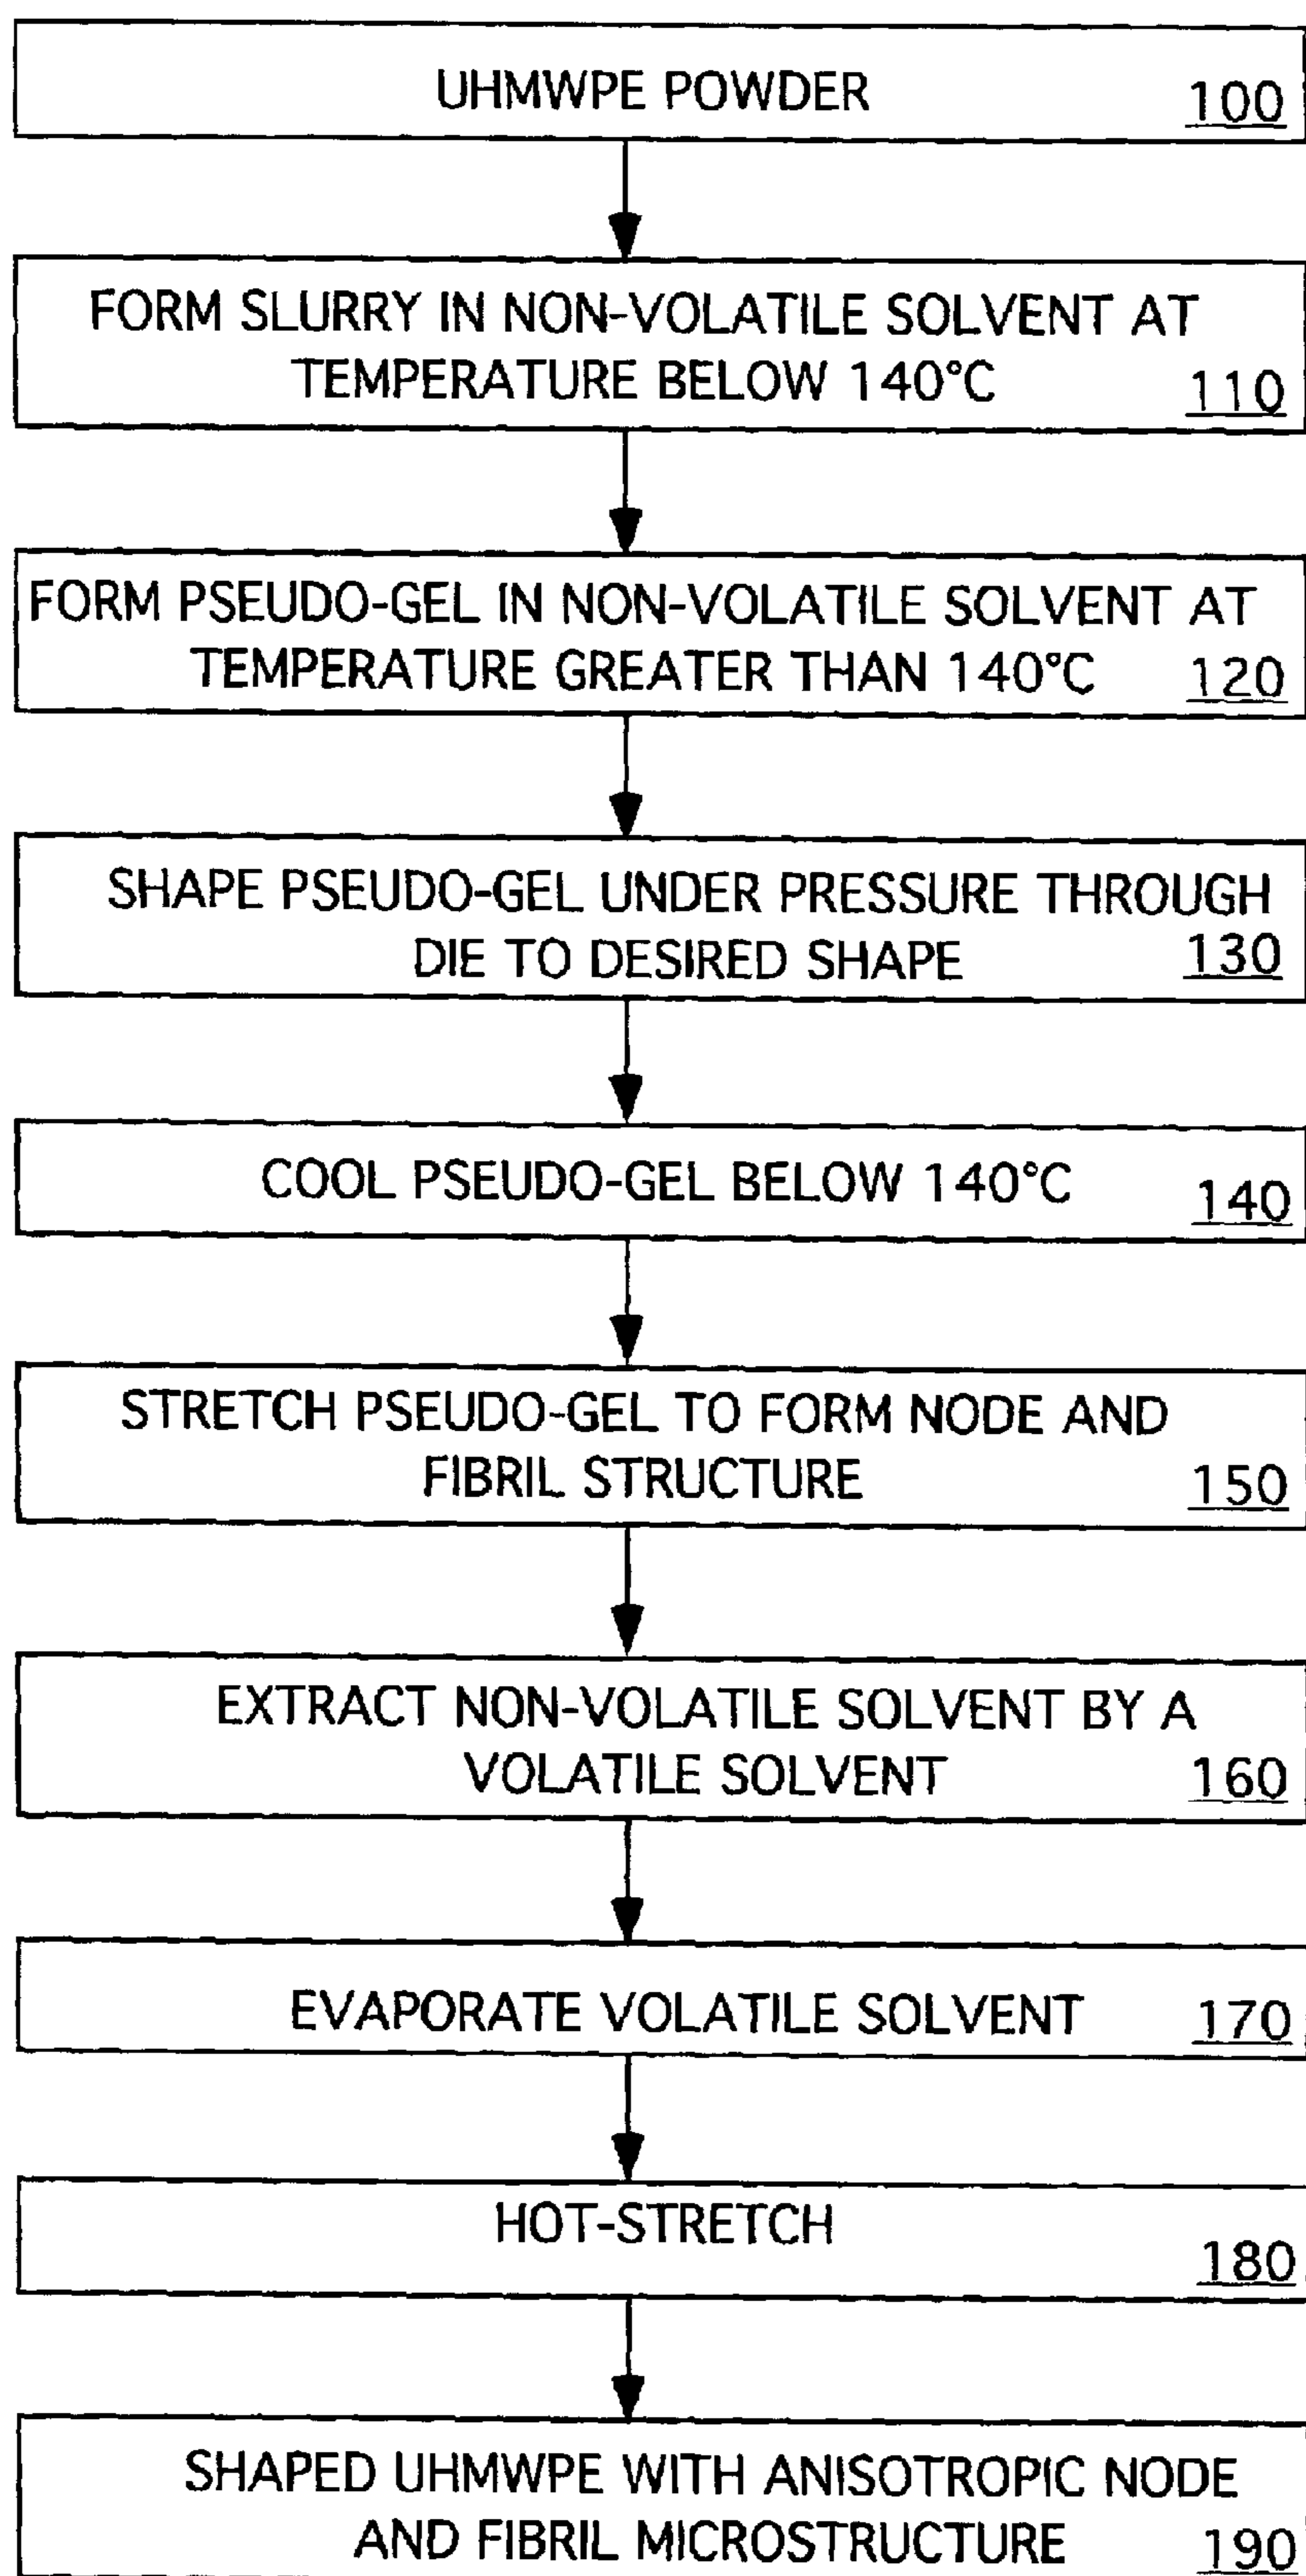 UHMWPE POWDER
100
FORM SLURRY IN NON-VOLATILE SOLVENT AT
TEMPERATURE BELOW 140°C
110
FORM PSEUDO-GEL IN NON-VOLATILE SOLVENT AT
TEMPERATURE GREATER THAN 140°C
120
SHAPE PSEUDO-GEL UNDER PRESSURE THROUGH
DIE TO DESIRED SHAPE
130
COOL PSEUDO-GEL BELOW 140°C
140
STRETCH PSEUDO-GEL TO FORM NODE AND
FIBRIL STRUCTURE
150
EXTRACT NON-VOLATILE SOLVENT BY A
VOLATILE SOLVENT
160
EVAPORATE VOLATILE SOLVENT
170
HOT-STRETCH
180
SHAPED UHMWPE WITH ANISOTROPIC NODE
AND FIBRIL MICROSTRUCTURE
190